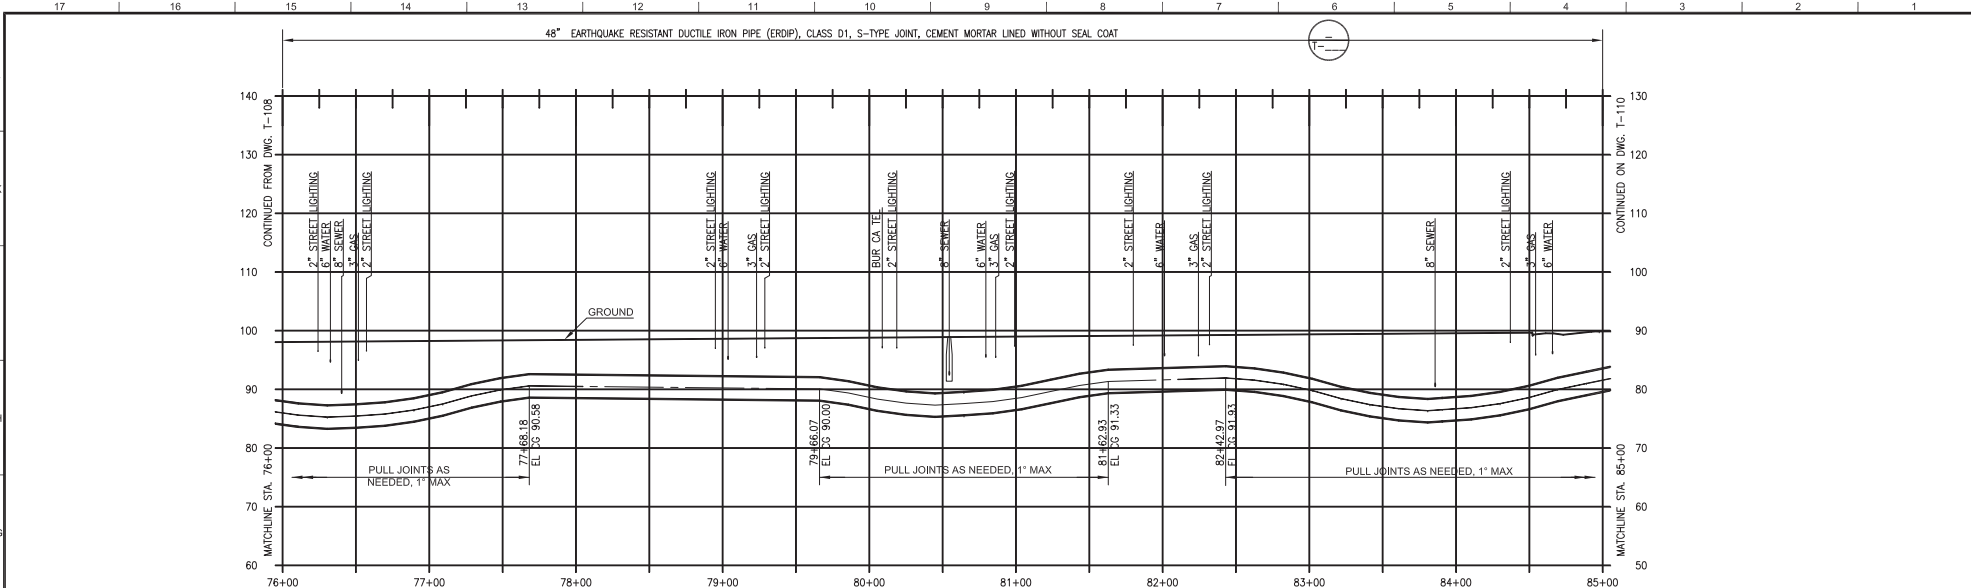 17 16 15 14 13 12 11 10 9 8 7 6 5 4 3 2 1
48" EARTHQUAKE RESISTANT DUCTILE IRON PIPE (ERDIP), CLASS D1, S-TYPE JOINT, CEMENT MORTAR LINED WITHOUT SEAL COAT
-
T-___
CONTINUED FROM DWG. T-108
MATCHLINE STA. 76+00
140
130
120
110
100
90
80
70
60
2" STREET LIGHTING
6" WATER
8" SEWER
3" GAS
2" STREET LIGHTING
2" STREET LIGHTING
6" WATER
3" GAS
2" STREET LIGHTING
BUR CA TEL
2" STREET LIGHTING
8" SEWER
6" WATER
3" GAS
2" STREET LIGHTING
2" STREET LIGHTING
6" WATER
3" GAS
2" STREET LIGHTING
8" SEWER
2" STREET LIGHTING
3" GAS
6" WATER
GROUND
77+68.18
EL CG 90.58
79+66.07
EL CG 90.00
81+62.93
EL CG 91.33
82+42.97
EL CG 91.93
PULL JOINTS AS
NEEDED, 1° MAX
PULL JOINTS AS NEEDED, 1° MAX
PULL JOINTS AS NEEDED, 1° MAX
130
120
110
100
90
80
70
60
50
CONTINUED ON DWG. T-110
MATCHLINE STA. 85+00
76+00 77+00 78+00 79+00 80+00 81+00 82+00 83+00 84+00 85+00